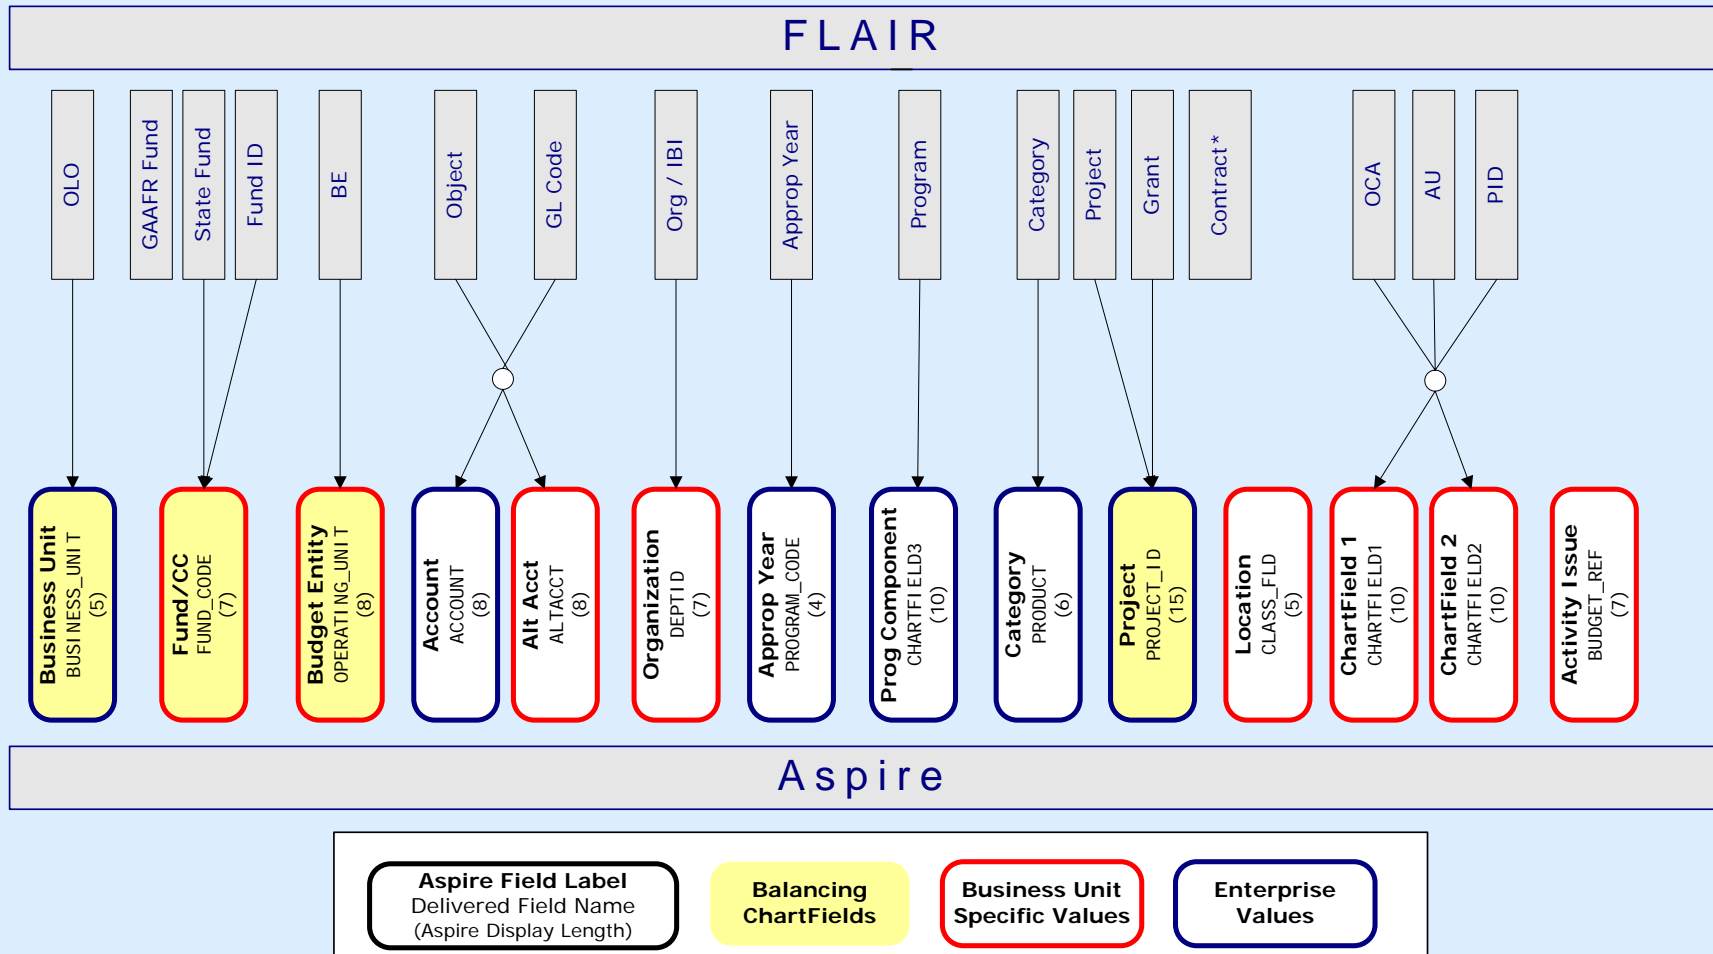 FLAIR
OLO
GAAFR Fund
State Fund
Fund ID
BE
Object
GL Code
Org / IBI
Approp Year
Program
Category
Project
Grant
Contract*
OCA
AU
PID
Business Unit
BUSINESS_UNIT
(5)
Fund/CC
FUND_CODE
(7)
Budget Entity
OPERATING_UNIT
(8)
Account
ACCOUNT
(8)
Alt Acct
ALTACCT
(8)
Organization
DEPTID
(7)
Approp Year
PROGRAM_CODE
(4)
Prog Component
CHARTFIELD3
(10)
Category
PRODUCT
(6)
Project
PROJECT_ID
(15)
Location
CLASS_FLD
(5)
ChartField 1
CHARTFIELD1
(10)
ChartField 2
CHARTFIELD2
(10)
Activity Issue
BUDGET_REF
(7)
Aspire
Aspire Field Label
Delivered Field Name
(Aspire Display Length)
Balancing
ChartFields
Business Unit
Specific Values
Enterprise
Values